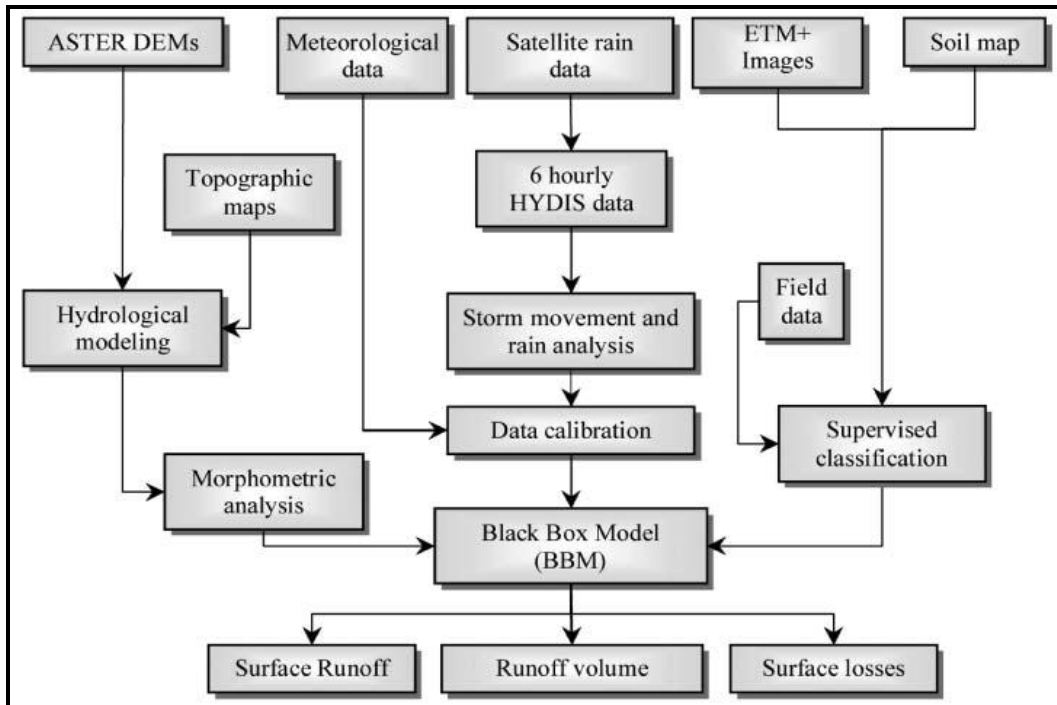 ASTER DEMs
Meteorological
data
Satellite rain
data
ETM+
Images
Soil map
Topographic
maps
6 hourly
HYDIS data
Hydrological
modeling
Storm movement and
rain analysis
Field
data
Data calibration
Supervised
classification
Morphometric
analysis
Black Box Model
(BBM)
Surface Runoff
Runoff volume
Surface losses